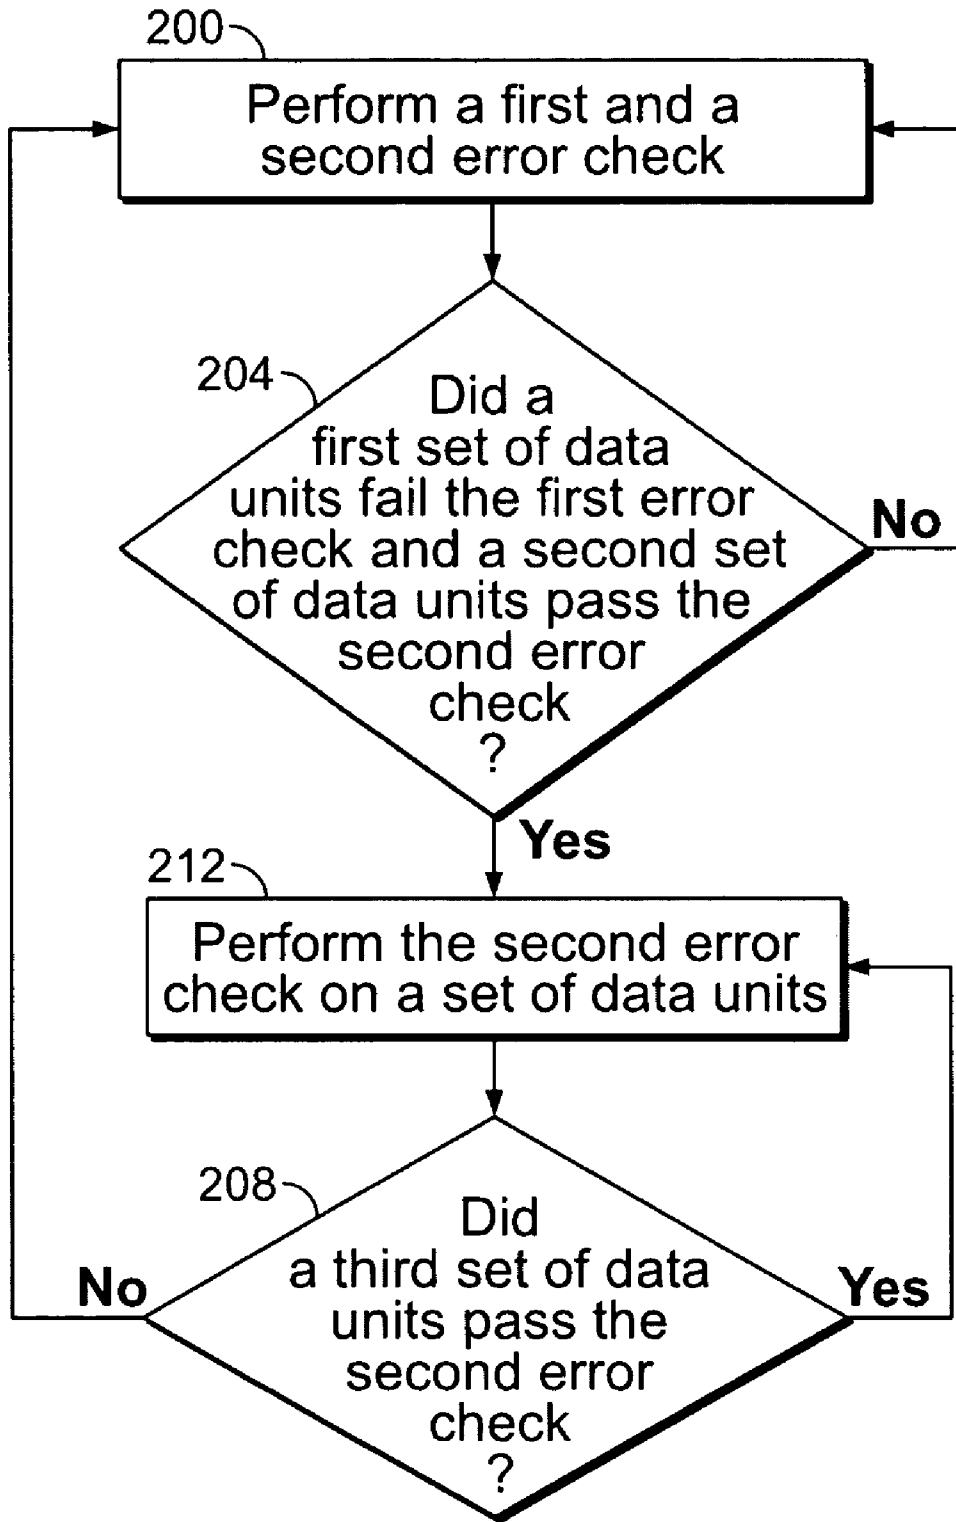 200
Perform a first and a
second error check
204
Did a
first set of data
units fail the first error
check and a second set
of data units pass the
second error
check
?
No
Yes
212
Perform the second error
check on a set of data units
208
Did
a third set of data
units pass the
second error
check
?
No
Yes